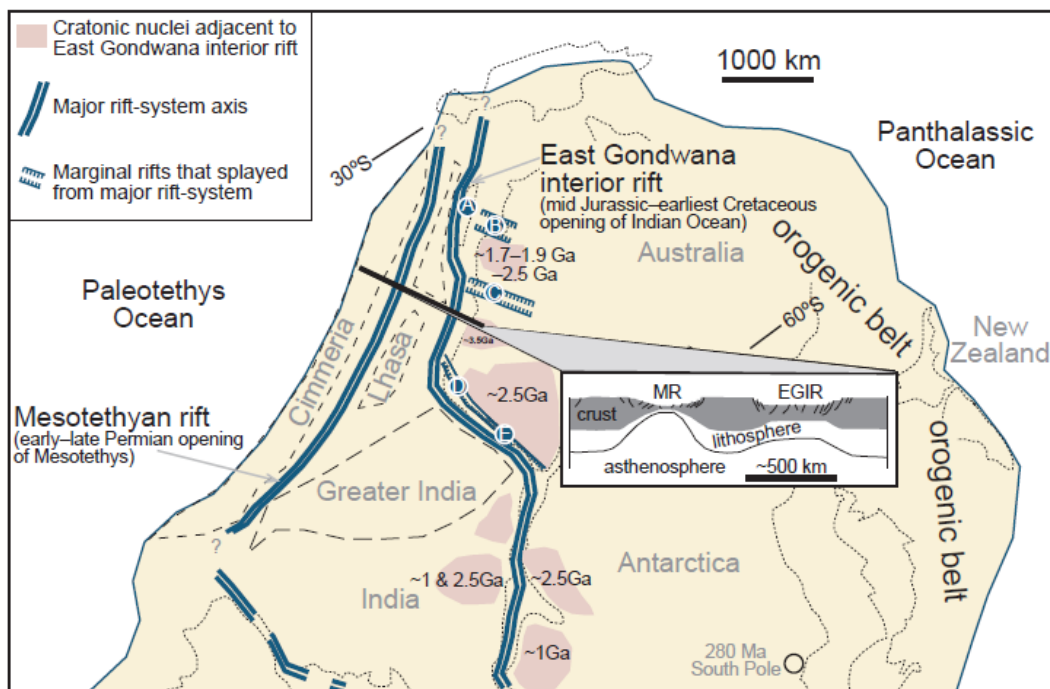 Cratonic nuclei adjacent to
East Gondwana interior rift
Major rift-system axis
Marginal rifts that splayed
from major rift-system
1000 km
Panthalassic
Ocean
30ºS
?
?
East Gondwana
interior rift
(mid Jurassic–earliest Cretaceous
opening of Indian Ocean)
A
B
~1.7–1.9 Ga
–2.5 Ga
C
Australia
orogenic belt
Paleotethys
Ocean
60ºS
New
Zealand
Cimmeria
Lhasa
~3.5Ga
D
~2.5Ga
E
Mesotethyan rift
(early–late Permian opening
of Mesotethys)
MR
EGIR
crust
lithosphere
asthenosphere
~500 km
orogenic belt
Greater India
?
~1 & 2.5Ga
India
~2.5Ga
Antarctica
~1Ga
280 Ma
South Pole